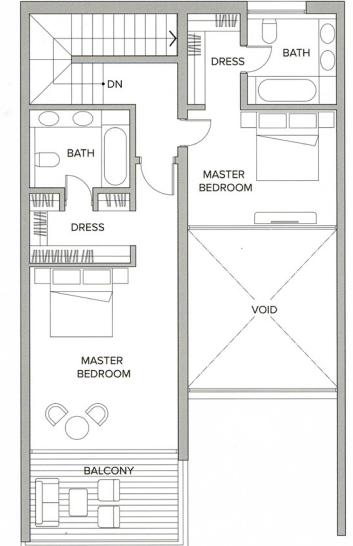 BATH
DRESS
DN
BATH
MASTER
BEDROOM
DRESS
VOID
MASTER
BEDROOM
BALCONY